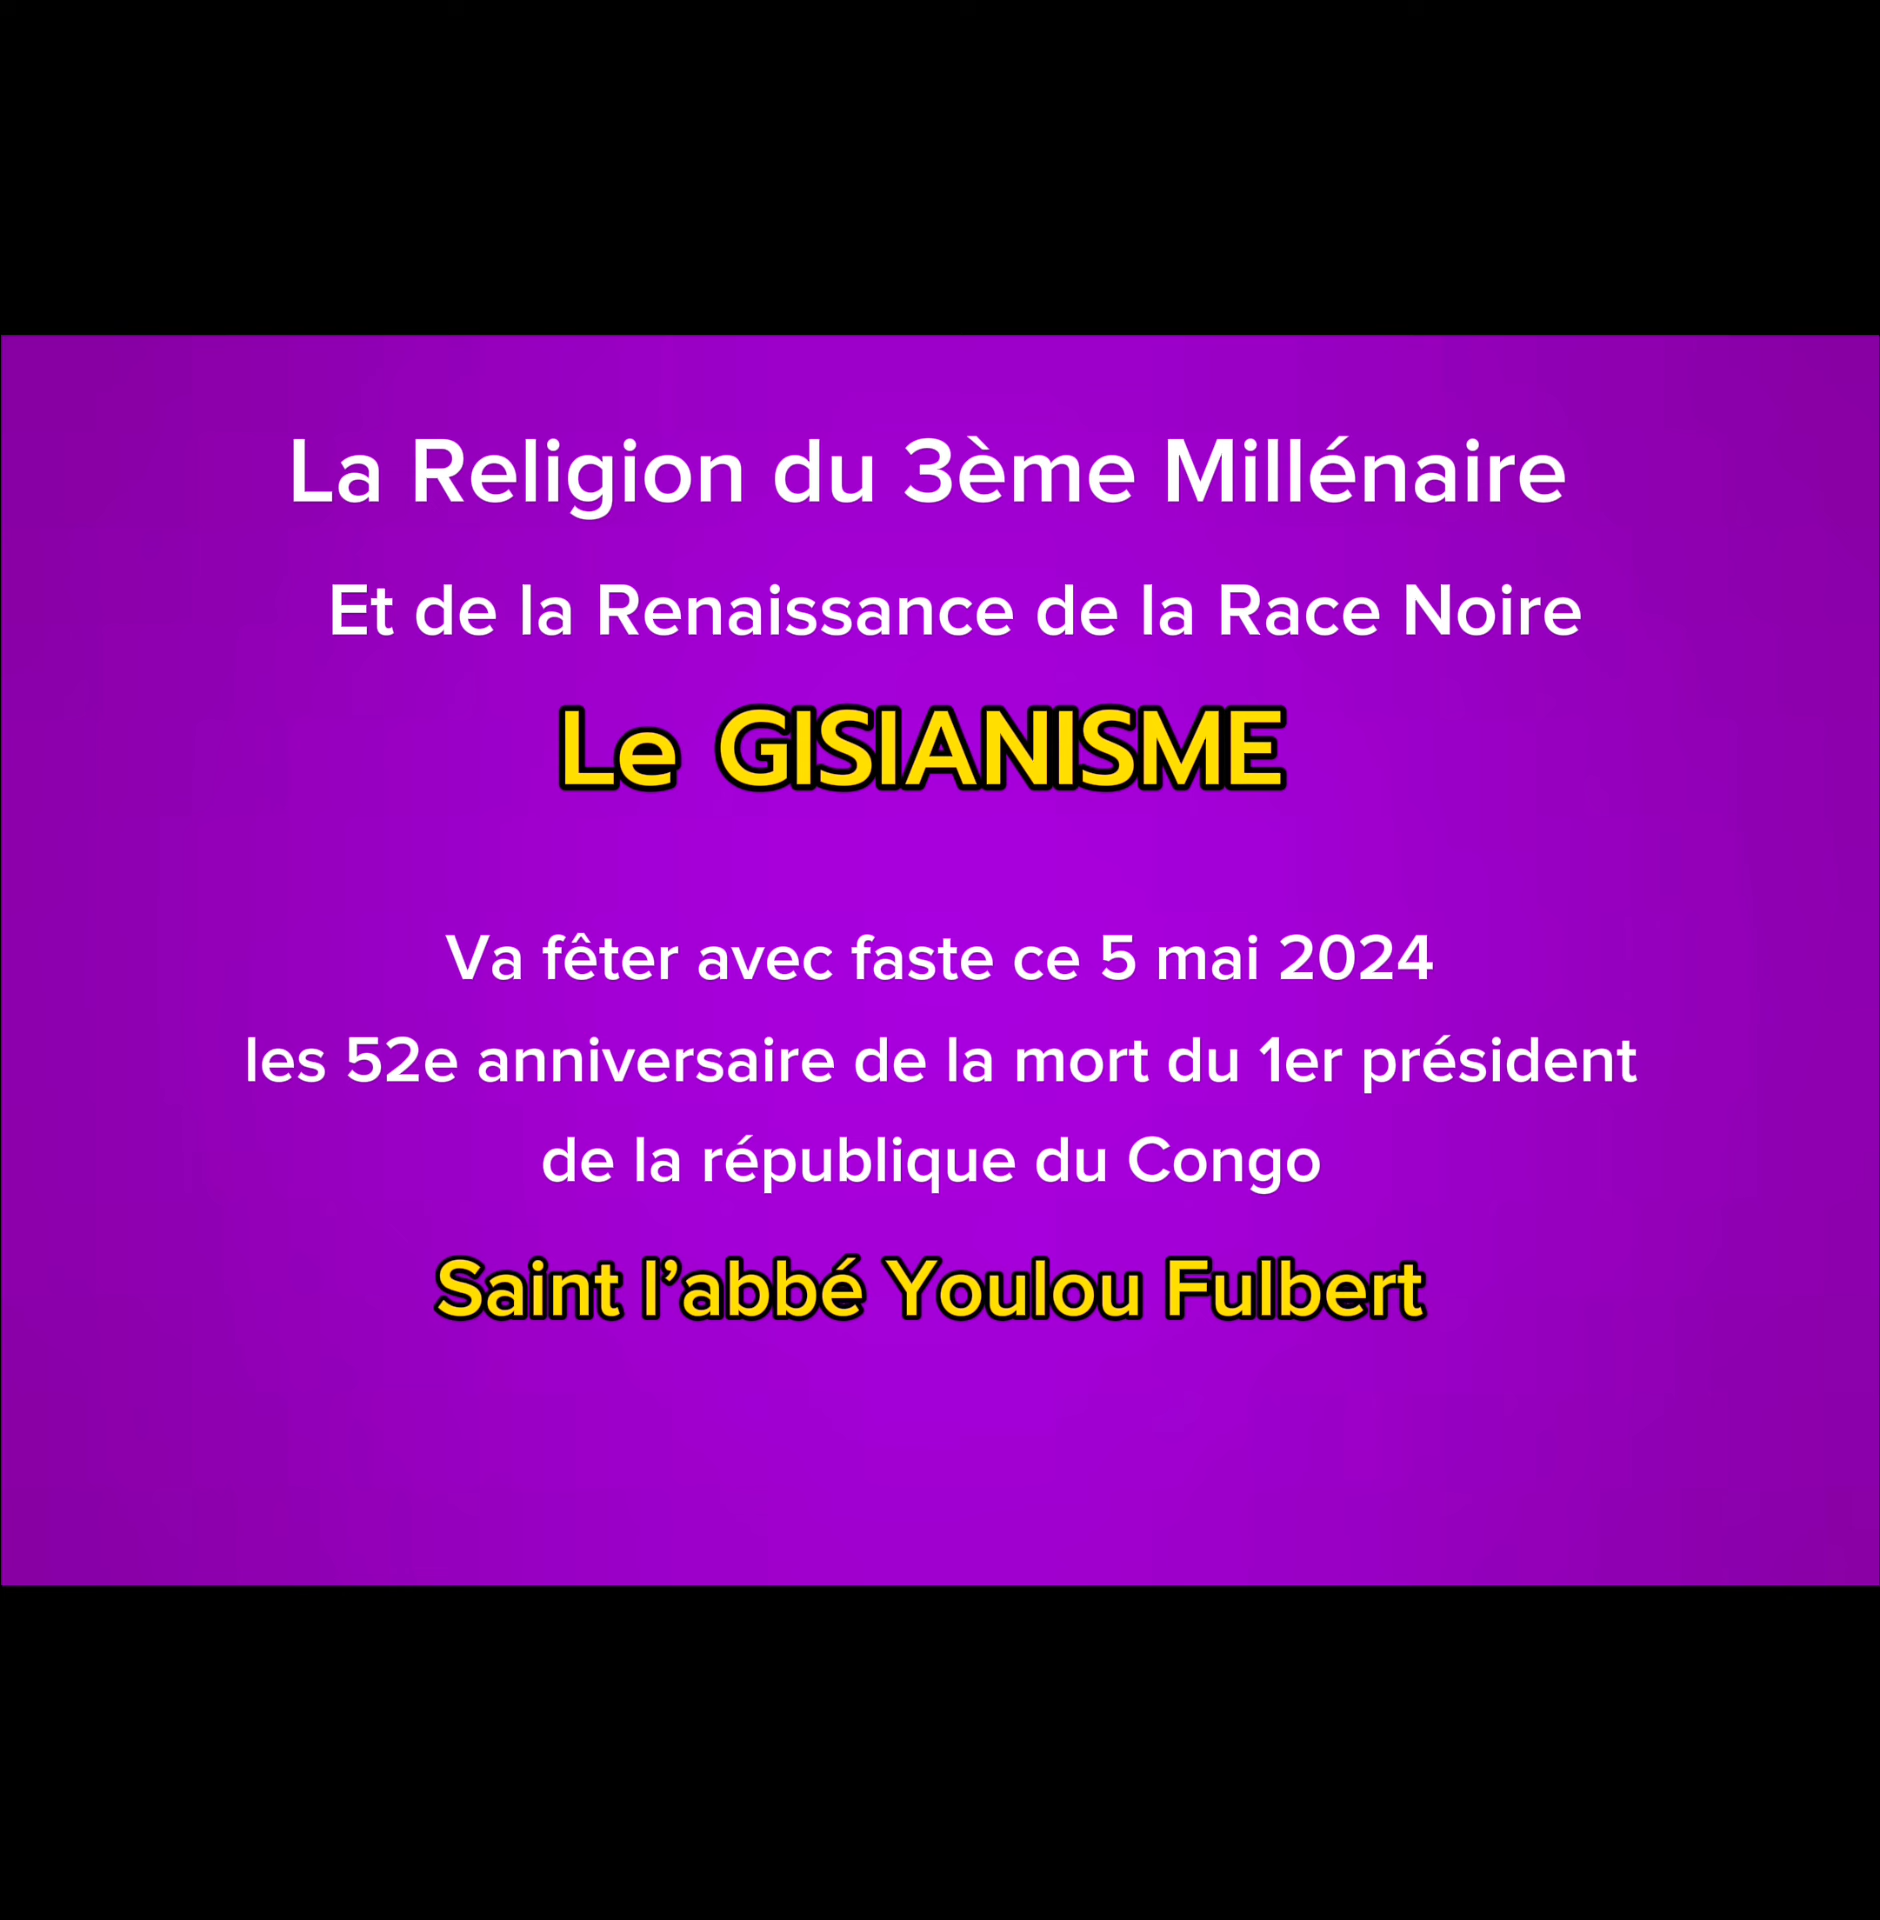 La Religion du 3ème Millénaire
Et de la Renaissance de la Race Noire
Le GISIANISME
Va fêter avec faste ce 5 mai 2024
les 52e anniversaire de la mort du 1er président
de la république du Congo
Saint l’abbé Youlou Fulbert